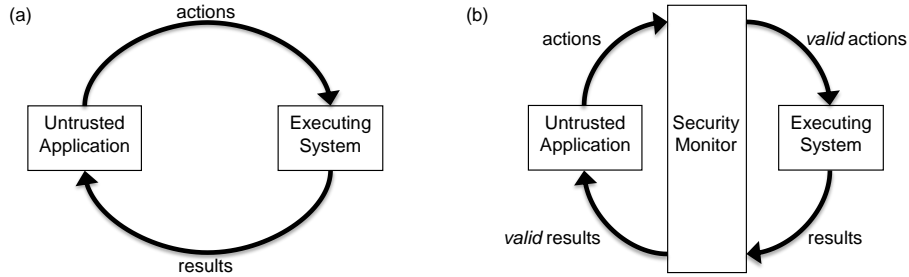 (a)
actions
Untrusted
Application
Executing
System
results
(b)
actions
valid actions
Untrusted
Application
Security
Monitor
Executing
System
valid results
results